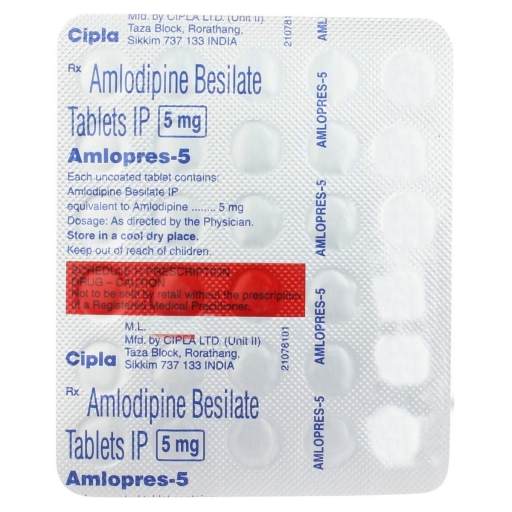 Mfd. by CIPLA LTD. (Unit II)
Cipla Taza Block, Rorathang,
Sikkim 737 133 INDIA
Rx Amlodipine Besilate
Tablets IP 5 mg
Amlopres-5
Each uncoated tablet contains:
Amlodipine Besilate IP
equivalent to Amlodipine ........ 5 mg
Dosage: As directed by the Physician.
Store in a cool dry place.
Keep out of reach of children.
SCHEDULE H PRESCRIPTION
DRUG - CAUTION
Not to be sold by retail without the prescription
of a Registered Medical Practitioner.
M.L.
Mfd. by CIPLA LTD. (Unit II)
Cipla Taza Block, Rorathang,
Sikkim 737 133 INDIA
Rx Amlodipine Besilate
Tablets IP 5 mg
Amlopres-5
21078101
21078101
AML
AMLOPRES-5
AMLOPRES-5
AMLOPRES-5
AMLOPRES-5